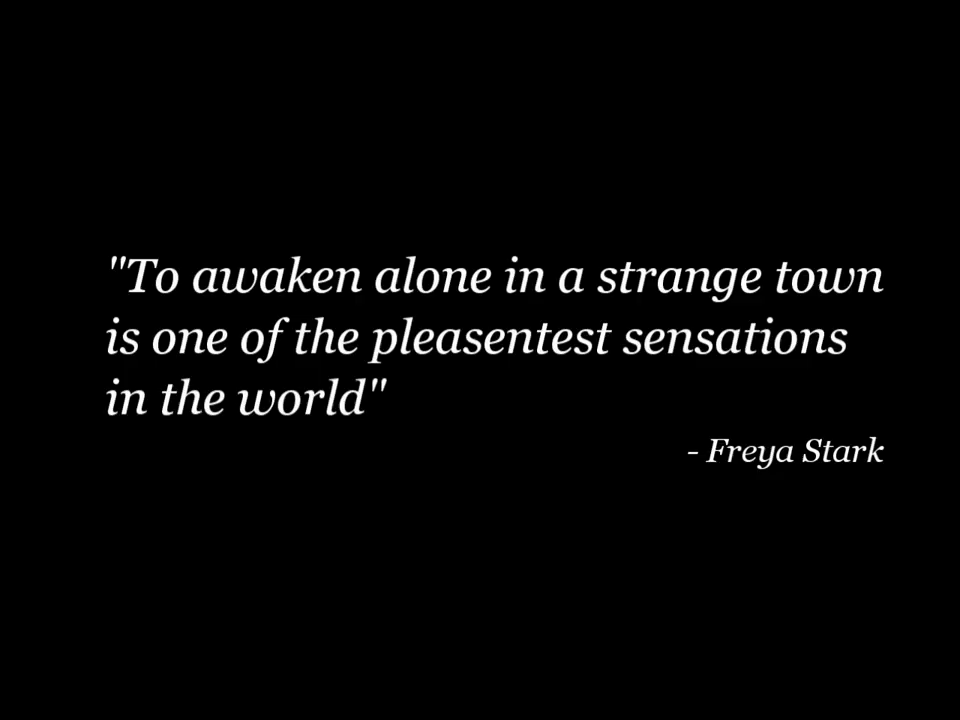 "To awaken alone in a strange town
is one of the pleasentest sensations
in the world"
- Freya Stark